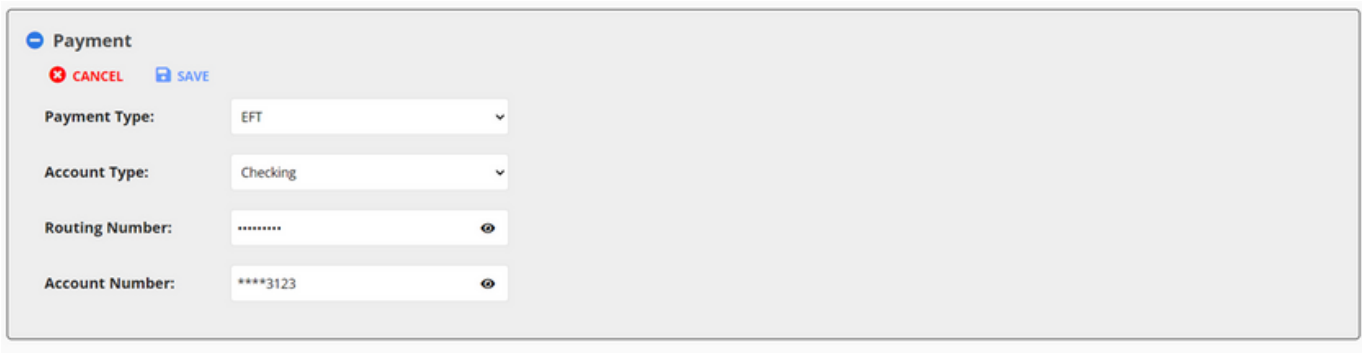 Payment
CANCEL SAVE
Payment Type: EFT
Account Type: Checking
Routing Number: •••••••••
Account Number: ****3123